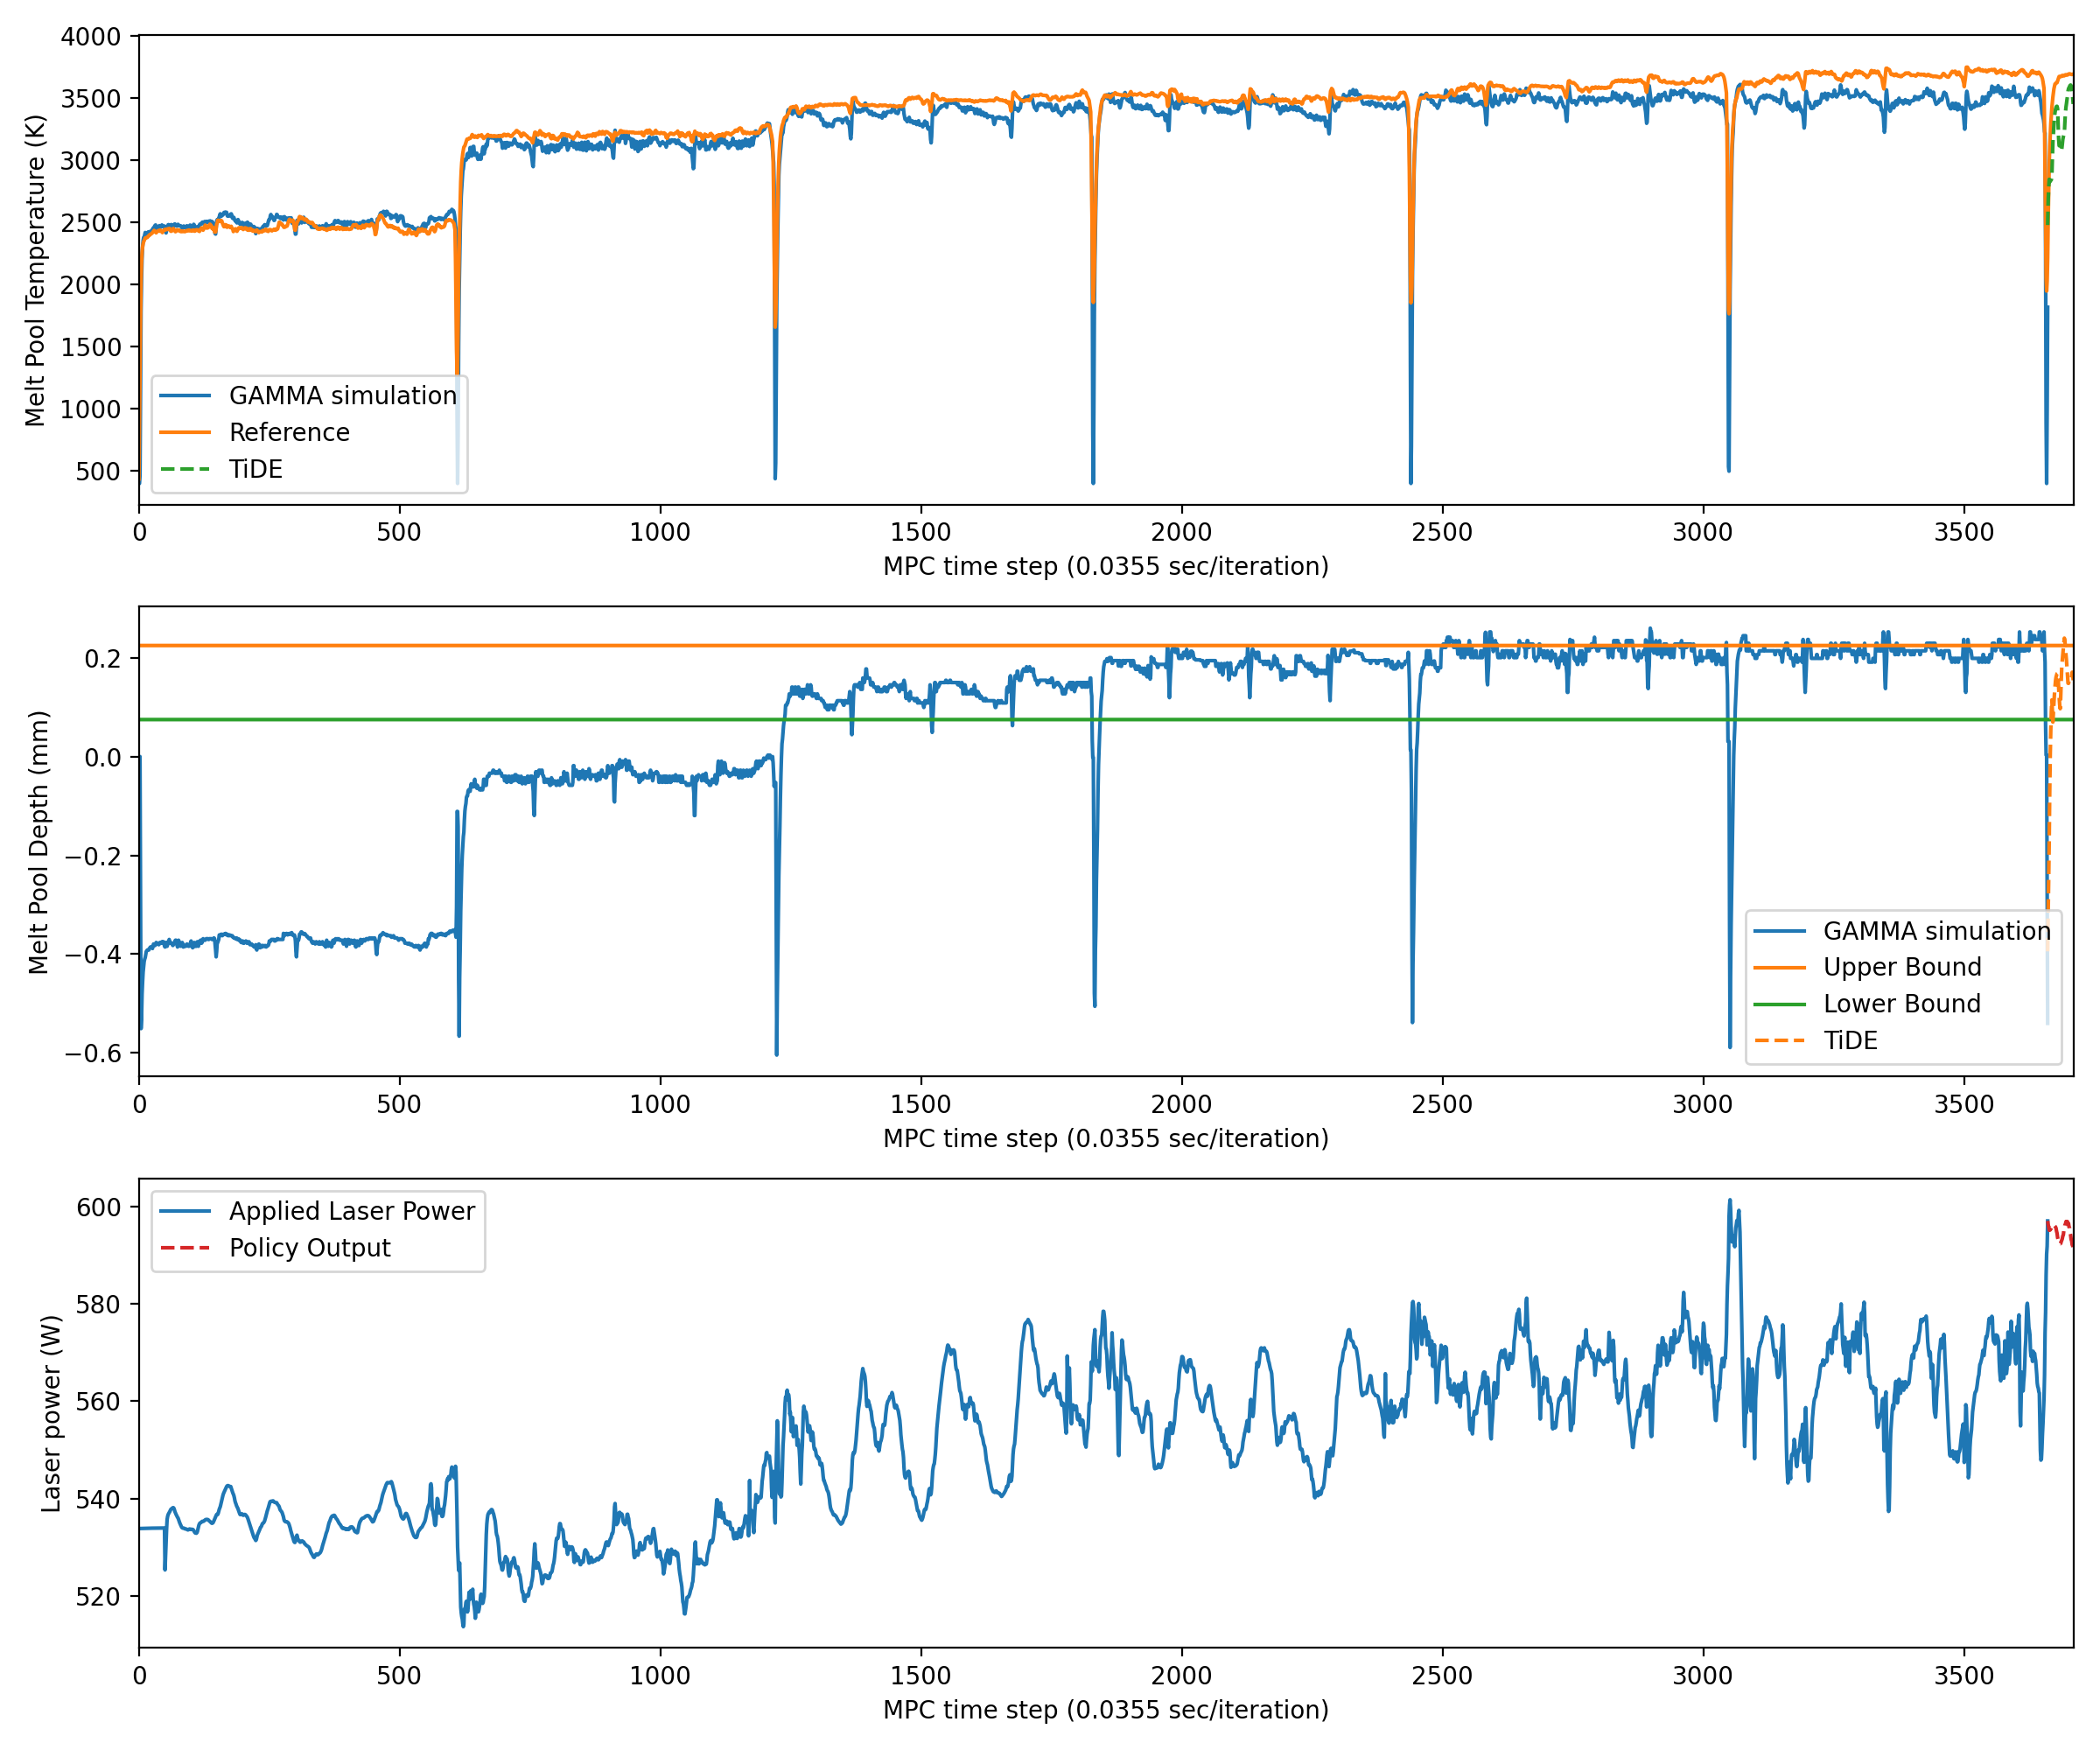 4000
3500
3000
2500
2000
1500
1000
500
Melt Pool Temperature (K)
GAMMA simulation
Reference
TiDE
0 500 1000 1500 2000 2500 3000 3500
MPC time step (0.0355 sec/iteration)
0.2
0.0
−0.2
−0.4
−0.6
Melt Pool Depth (mm)
GAMMA simulation
Upper Bound
Lower Bound
TiDE
0 500 1000 1500 2000 2500 3000 3500
MPC time step (0.0355 sec/iteration)
600
580
560
540
520
Laser power (W)
Applied Laser Power
Policy Output
0 500 1000 1500 2000 2500 3000 3500
MPC time step (0.0355 sec/iteration)